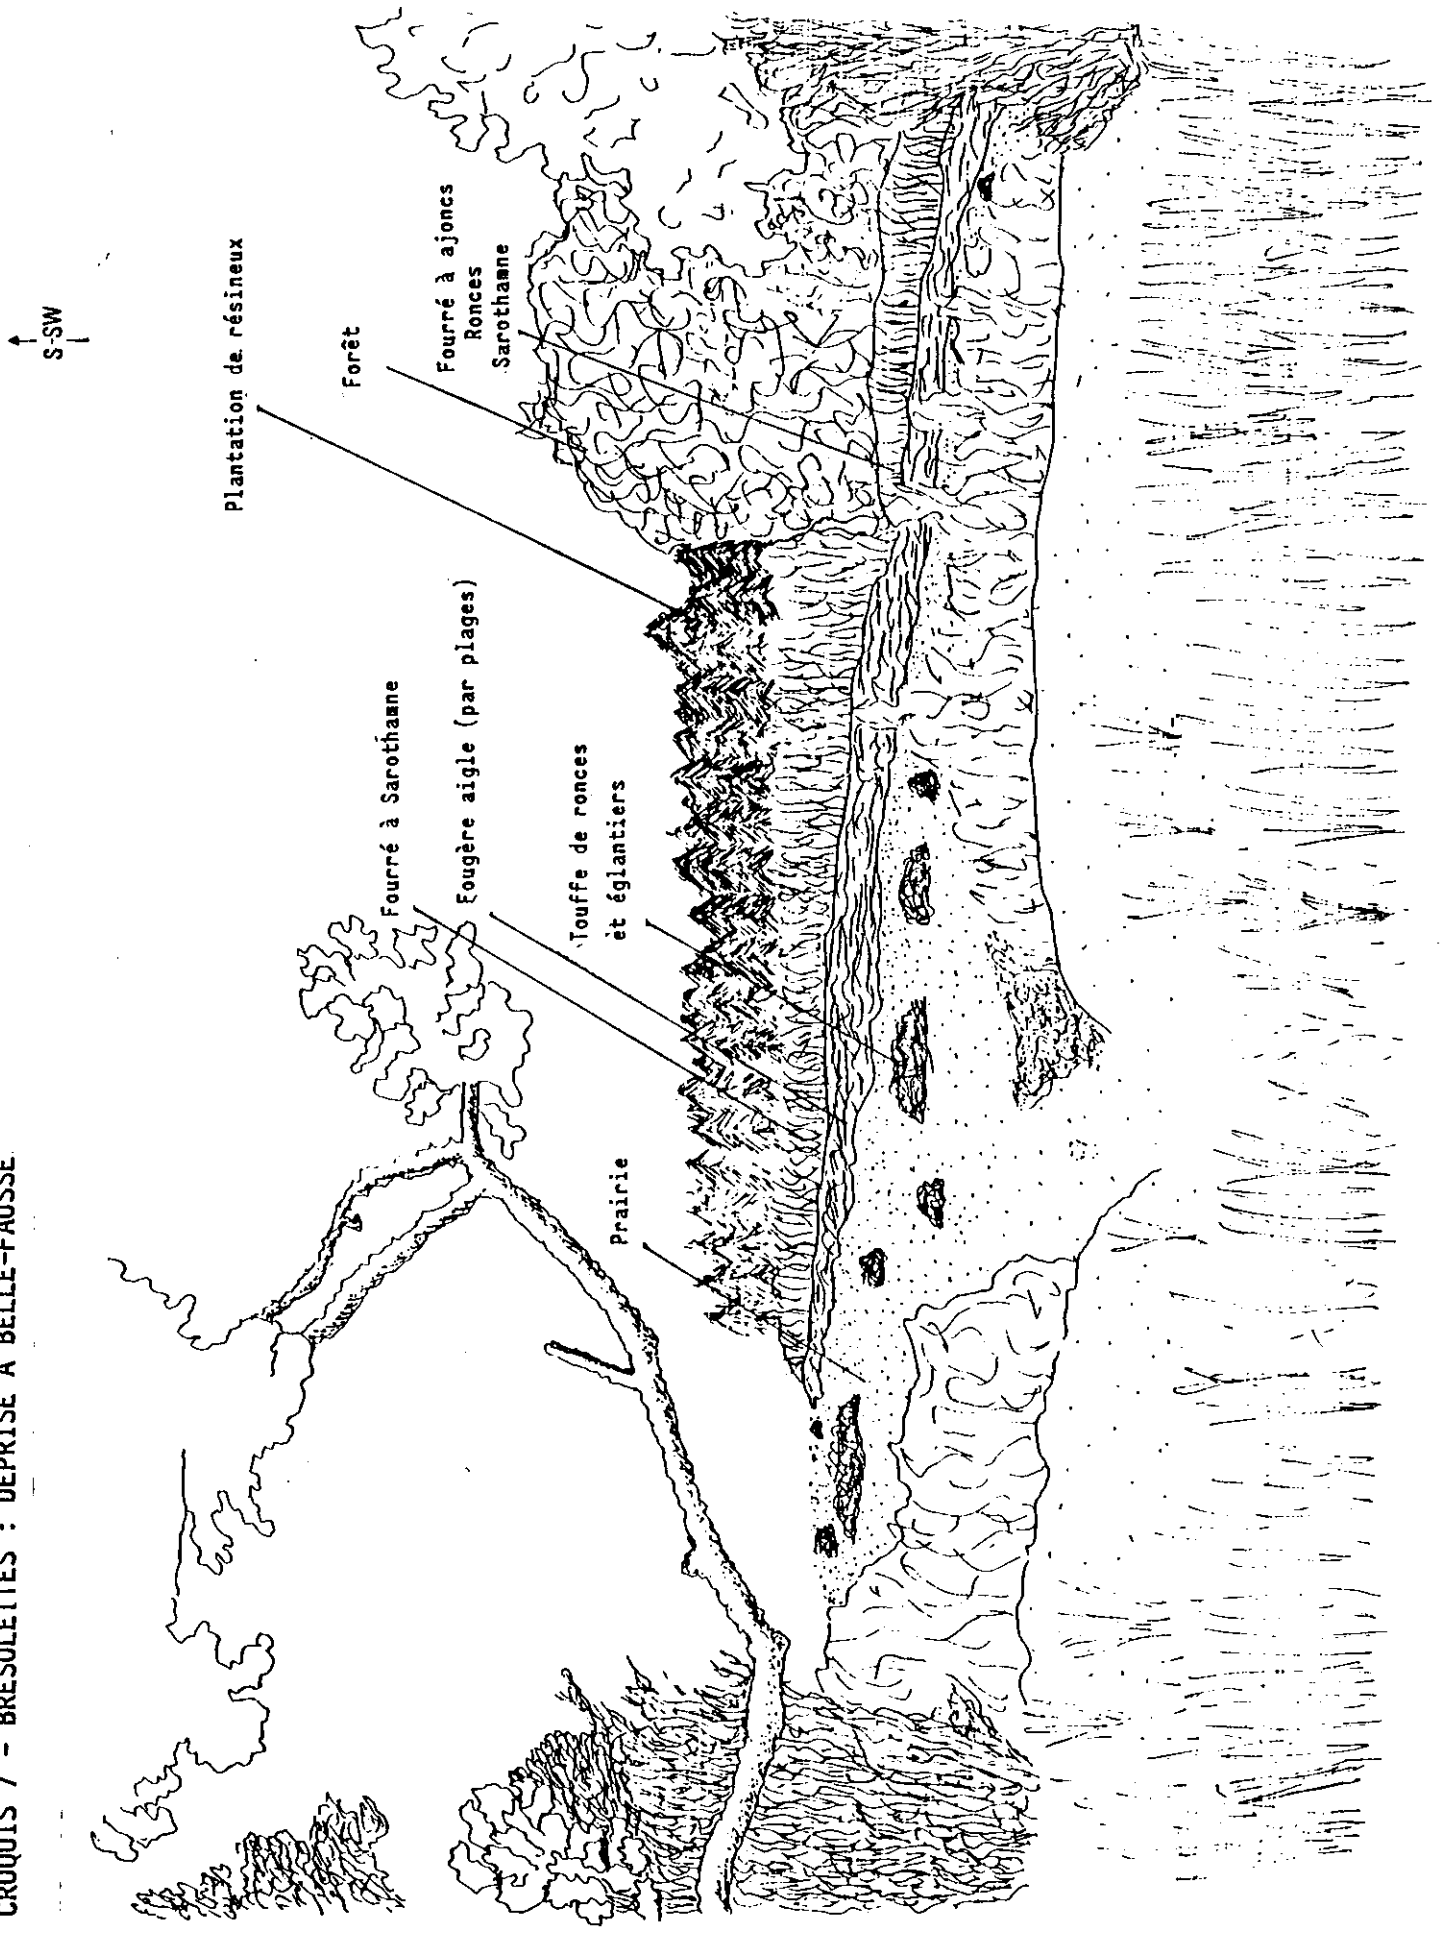 CROQUIS 7 - BRESOLETTES : DEPRISE A BELLE-FAUSSE
S-SW
Plantation de résineux
Forêt
Fourré à ajoncs
Ronces
Sarothamne
Fourré à Sarothamne
Fougère aigle (par plages)
Touffe de ronces
et églantiers
Prairie